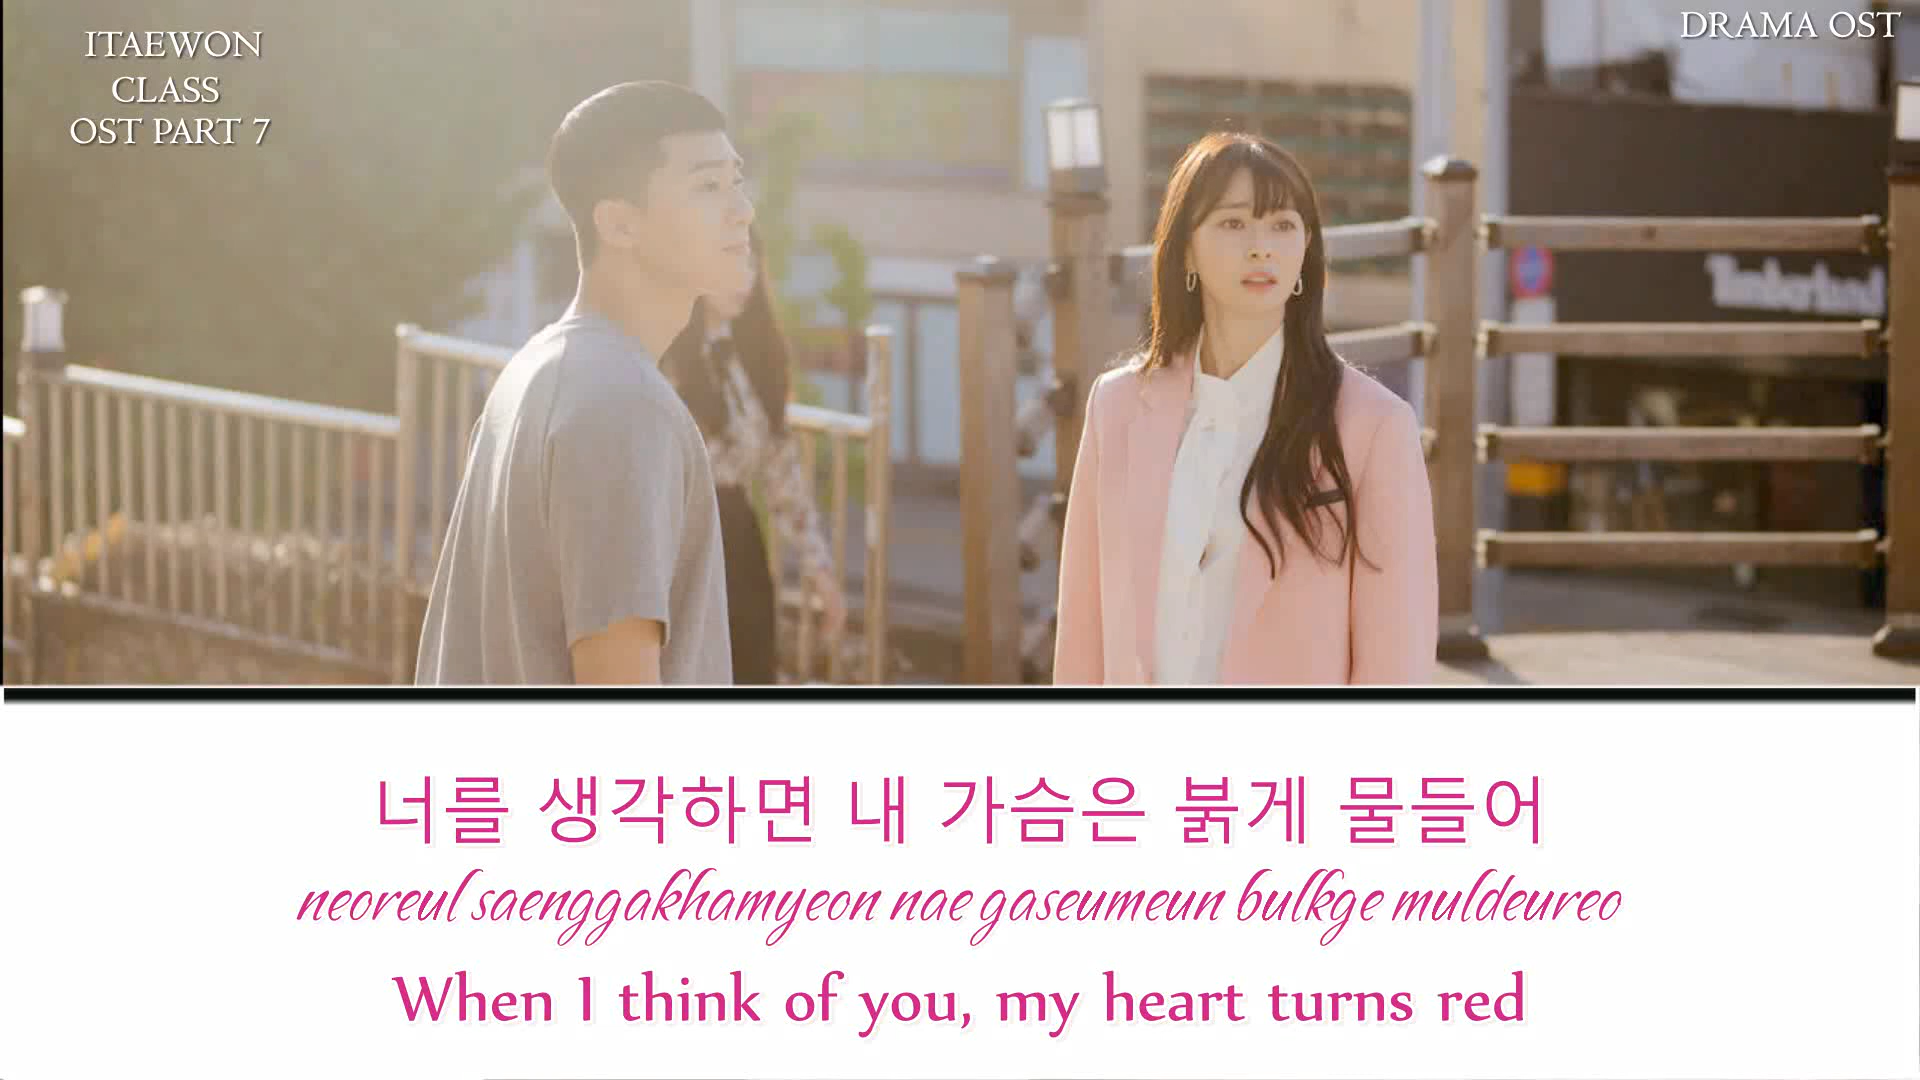 ITAEWON
CLASS
OST PART 7
DRAMA OST
Timberland
너를 생각하면 내 가슴은 붉게 물들어
neoreul saenggakhamyeon nae gaseumeun bulkge muldeureo
When I think of you, my heart turns red